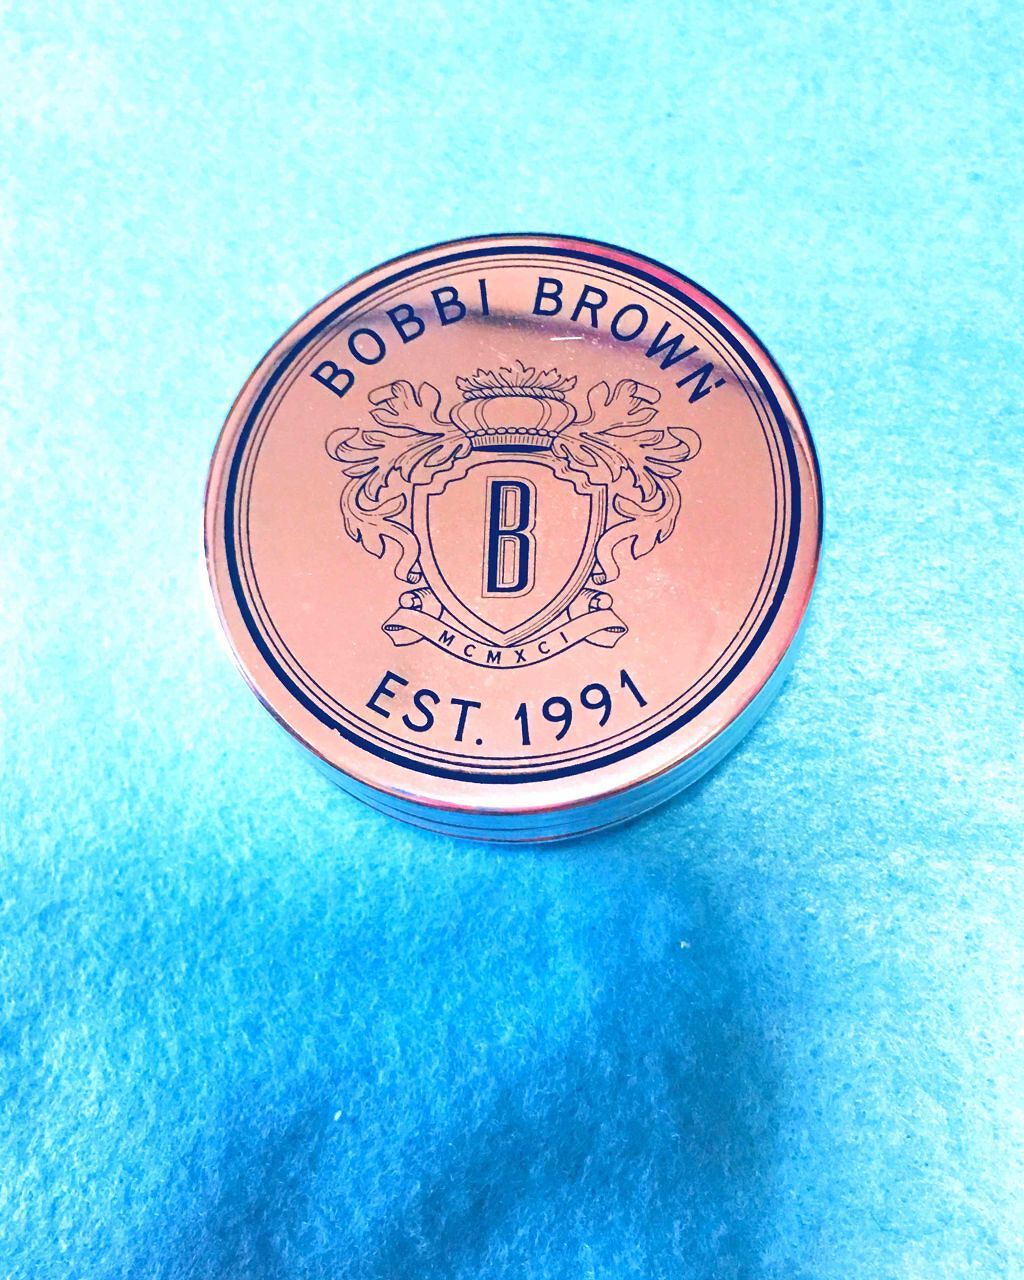 BOBBI BROWN
B
MCMXCI
EST. 1991